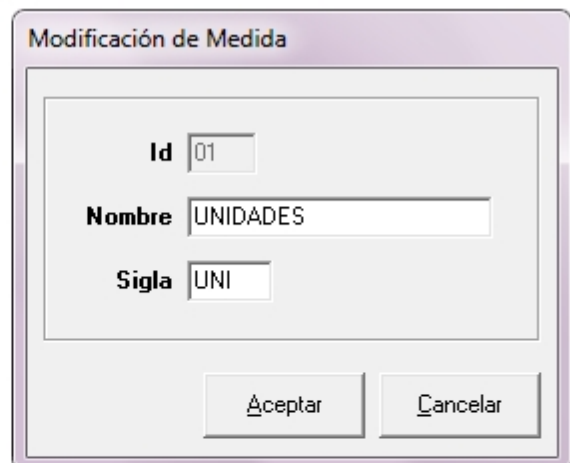 Modificación de Medida
Id 01
Nombre UNIDADES
Sigla UNI
Aceptar Cancelar